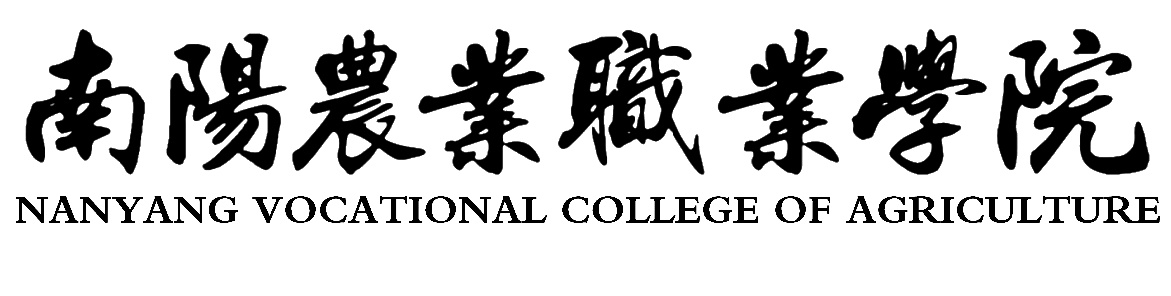 南陽農業職業學院
NANYANG VOCATIONAL COLLEGE OF AGRICULTURE